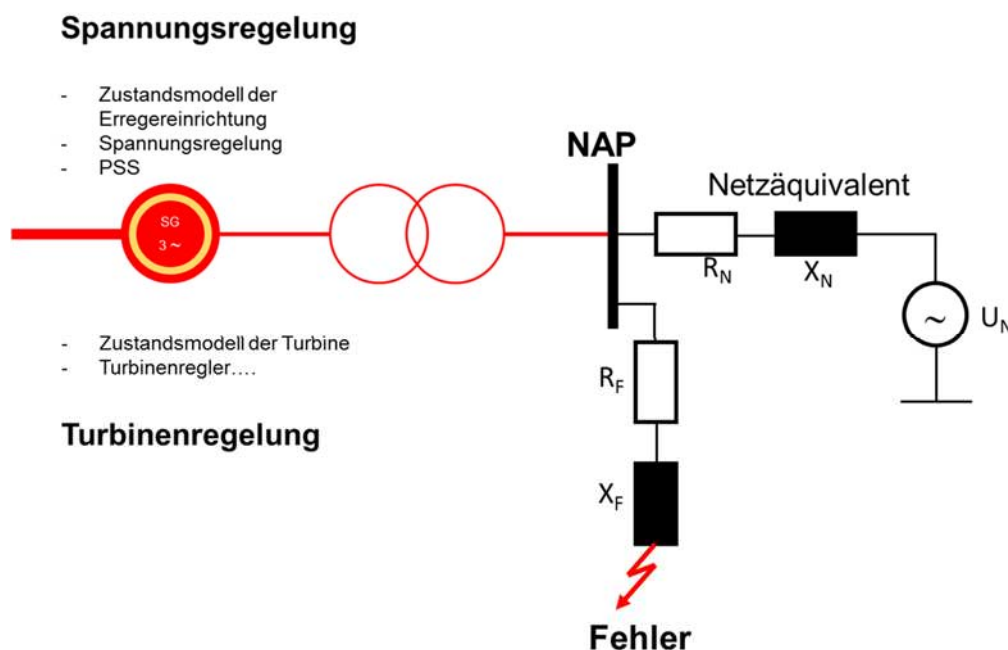 Spannungsregelung
- Zustandsmodell der
Erregereinrichtung
- Spannungsregelung
- PSS
NAP
Netzäquivalent
SG
3 ~
R_N
X_N
~
U_N
- Zustandsmodell der Turbine
- Turbinenregler....
R_F
Turbinenregelung
X_F
Fehler